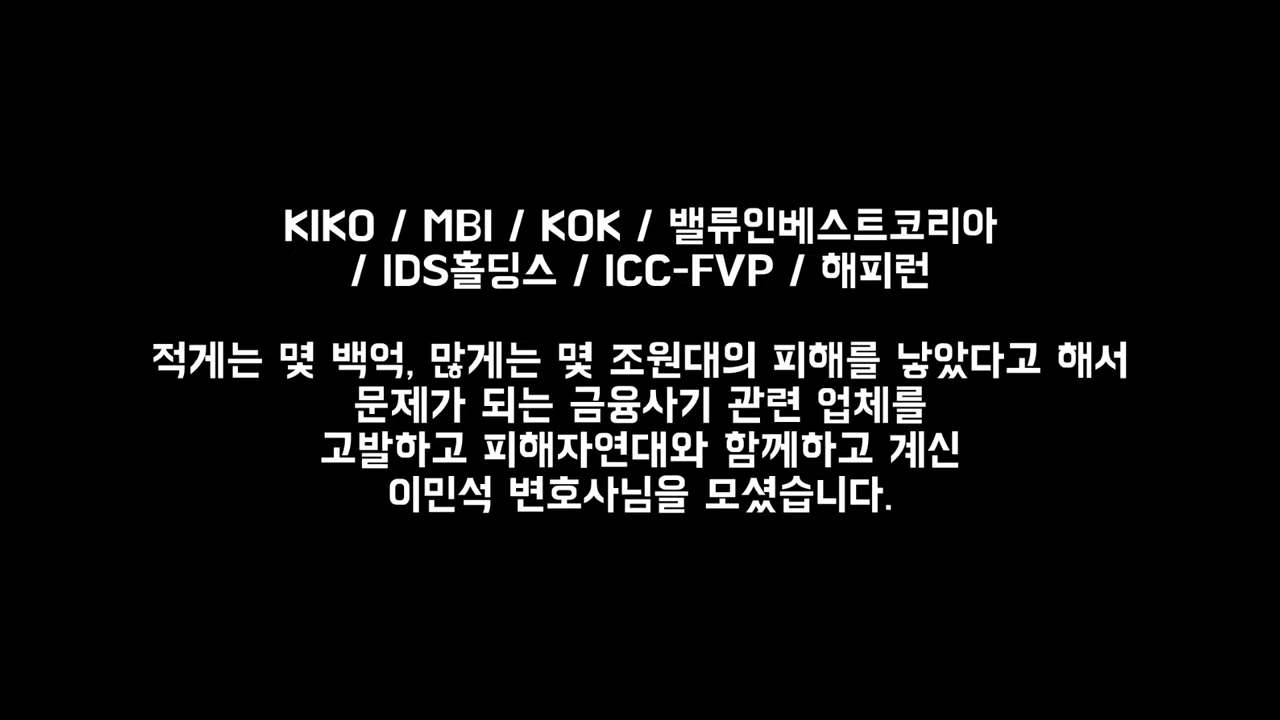 KIKO / MBI / KOK / 밸류인베스트코리아
/ IDS홀딩스 / ICC-FVP / 해피런
적게는 몇 백억, 많게는 몇 조원대의 피해를 낳았다고 해서
문제가 되는 금융사기 관련 업체를
고발하고 피해자연대와 함께하고 계신
이민석 변호사님을 모셨습니다.